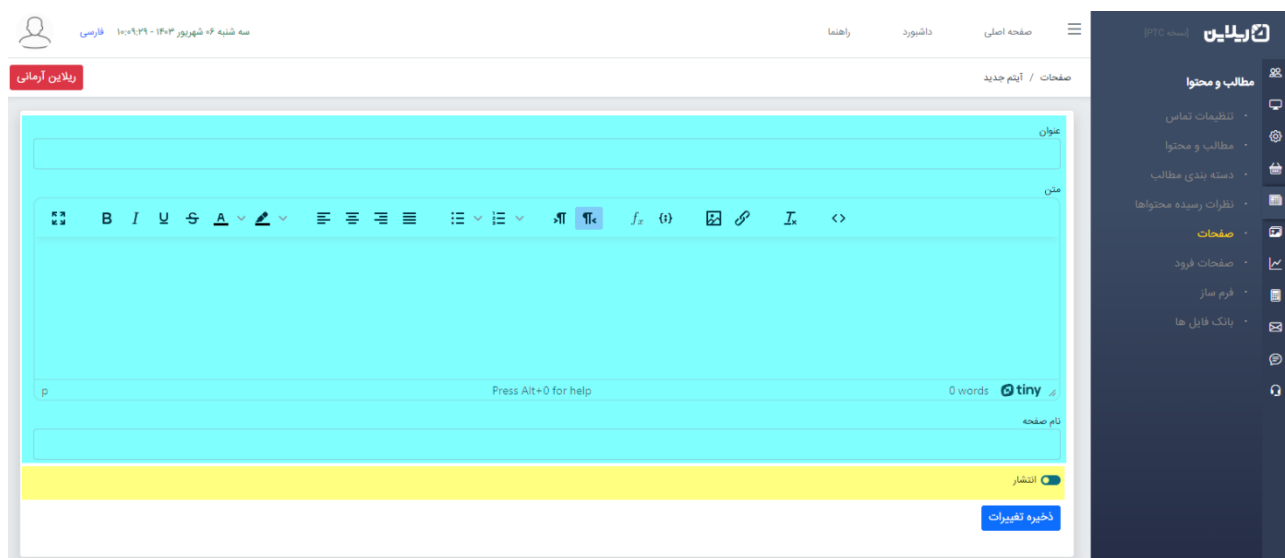 ریلاین [نسخه PTC]
صفحه اصلی داشبورد راهنما
سه شنبه ۰۶ شهریور ۱۴۰۳ - ۱۰:۰۹:۲۹ فارسی
صفحات / آیتم جدید
ریلاین آرمانی
مطالب و محتوا
تنظیمات تماس
مطالب و محتوا
دسته بندی مطالب
نظرات رسیده محتواها
صفحات
صفحات فرود
فرم ساز
بانک فایل ها
عنوان
متن
p Press Alt+0 for help 0 words tiny
نام صفحه
انتشار
ذخیره تغییرات